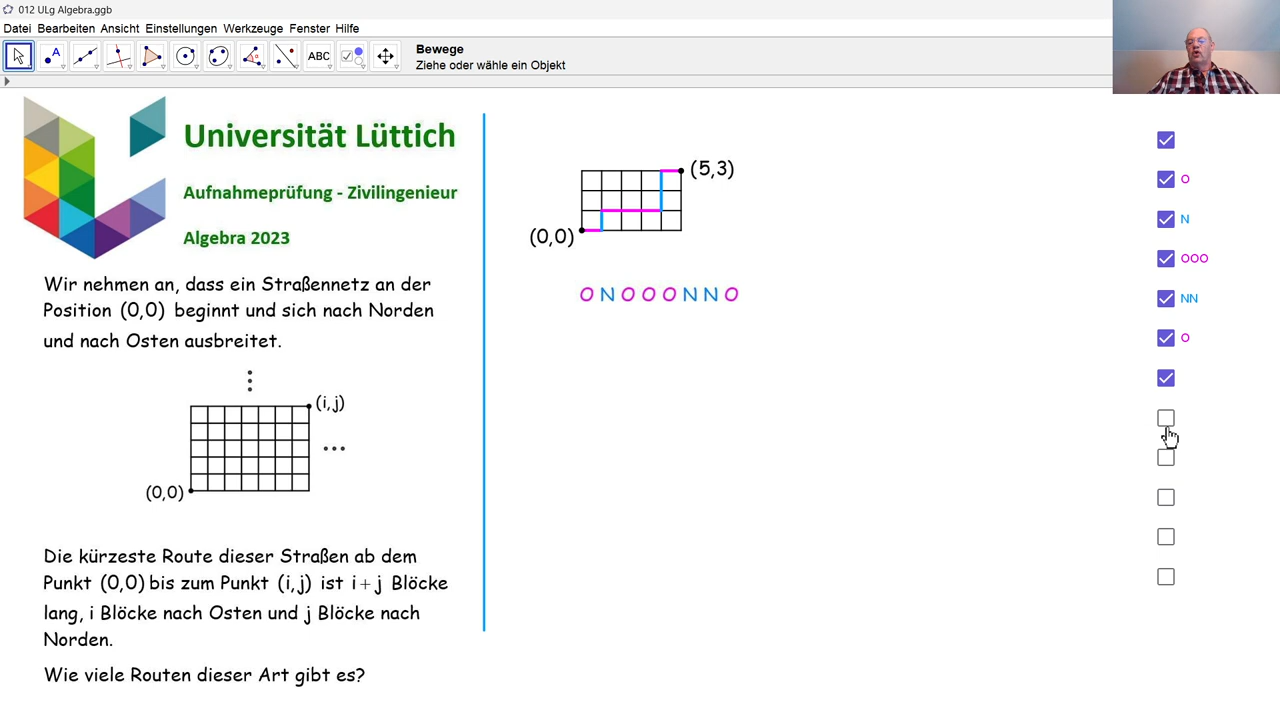 012 ULg Algebra.ggb
Datei Bearbeiten Ansicht Einstellungen Werkzeuge Fenster Hilfe
A
ABC
Bewege
Ziehe oder wähle ein Objekt
Universität Lüttich
Aufnahmeprüfung - Zivilingenieur
Algebra 2023
Wir nehmen an, dass ein Straßennetz an der
Position (0,0) beginnt und sich nach Norden
und nach Osten ausbreitet.
(i,j)
(0,0)
Die kürzeste Route dieser Straßen ab dem
Punkt (0,0) bis zum Punkt (i,j) ist i+j Blöcke
lang, i Blöcke nach Osten und j Blöcke nach
Norden.
Wie viele Routen dieser Art gibt es?
(5,3)
(0,0)
O N O O O N N O
O
N
OOO
NN
O